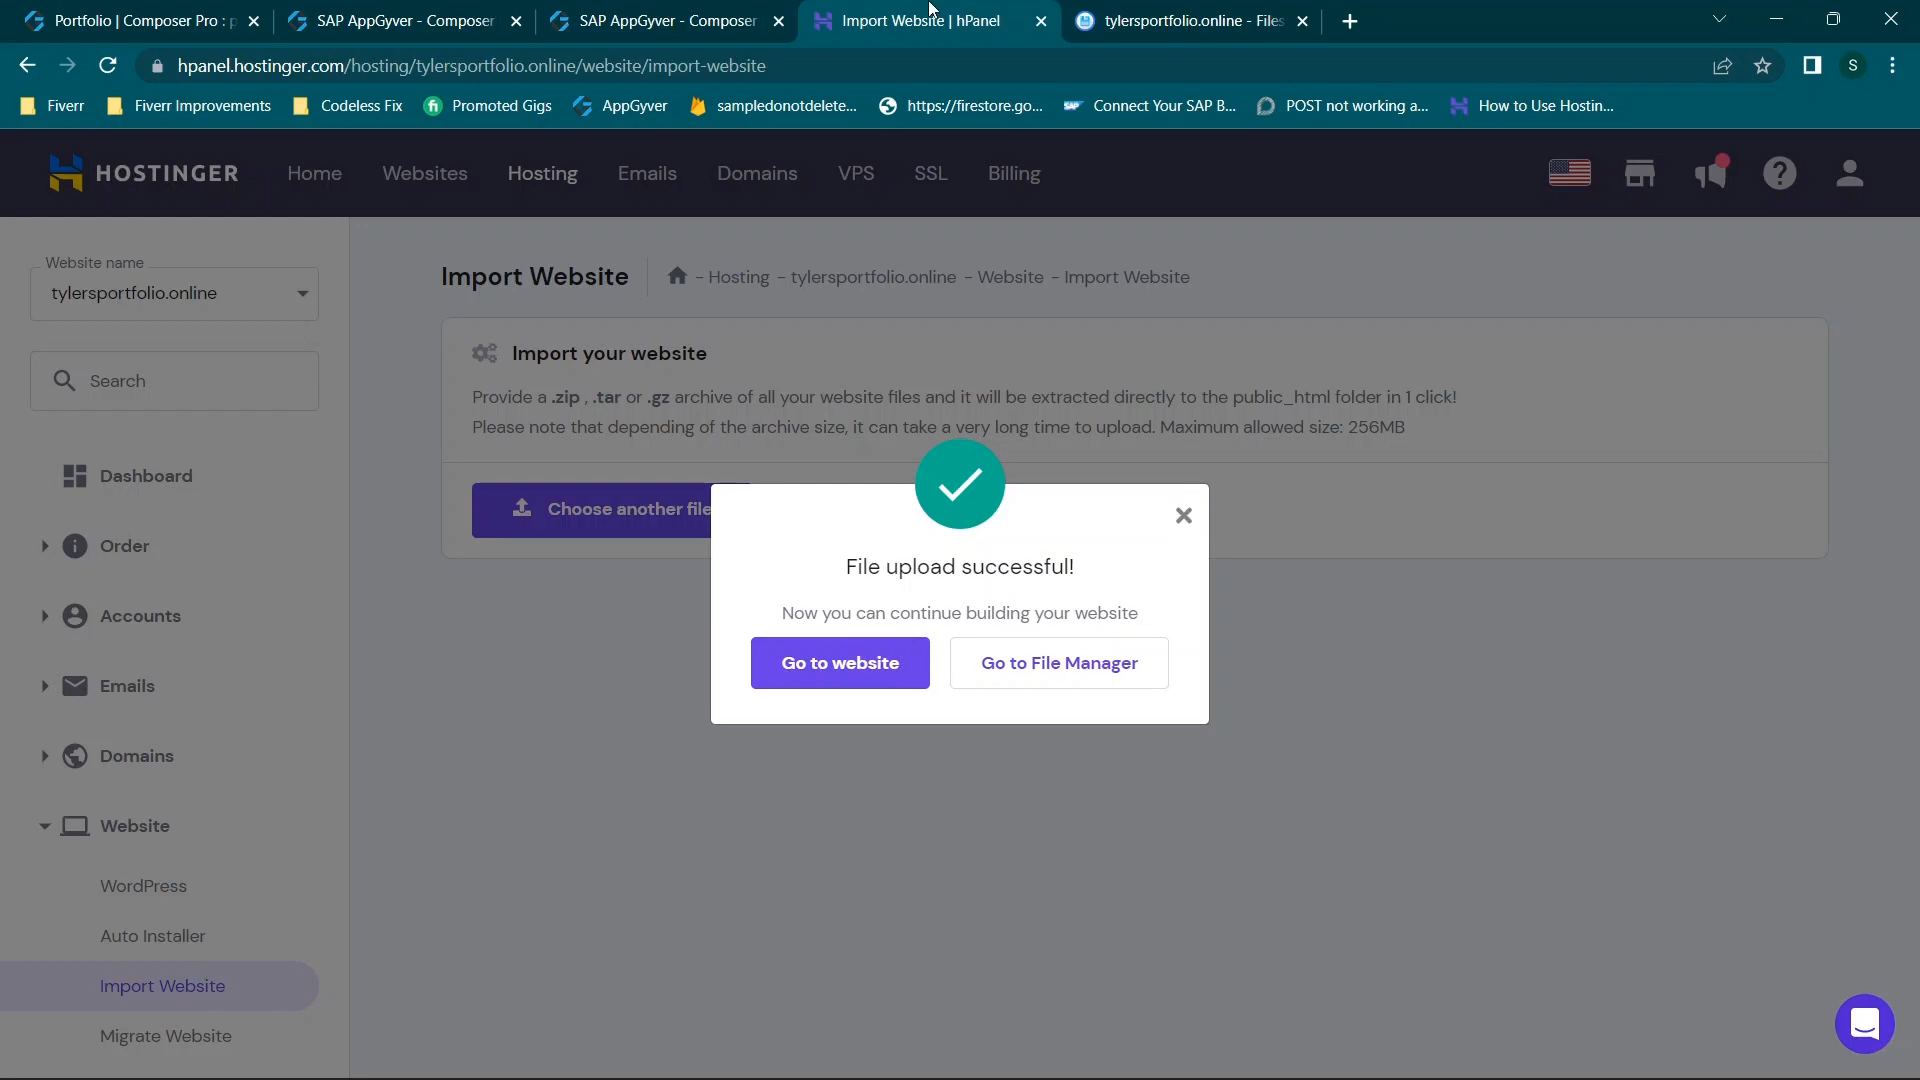 Portfolio | Composer Pro : p
SAP AppGyver - Composer
SAP AppGyver - Composer
Import Website | hPanel
tylersportfolio.online - Files
hpanel.hostinger.com/hosting/tylersportfolio.online/website/import-website
S
Fiverr
Fiverr Improvements
Codeless Fix
Promoted Gigs
AppGyver
sampledonotdelete...
https://firestore.go...
Connect Your SAP B...
POST not working a...
How to Use Hostin...
HOSTINGER
Home
Websites
Hosting
Emails
Domains
VPS
SSL
Billing
Website name
tylersportfolio.online
Search
Dashboard
Order
Accounts
Emails
Domains
Website
WordPress
Auto Installer
Import Website
Migrate Website
Import Website
- Hosting - tylersportfolio.online - Website - Import Website
Import your website
Provide a .zip , .tar or .gz archive of all your website files and it will be extracted directly to the public_html folder in 1 click!
Please note that depending of the archive size, it can take a very long time to upload. Maximum allowed size: 256MB
Choose another file
File upload successful!
Now you can continue building your website
Go to website
Go to File Manager